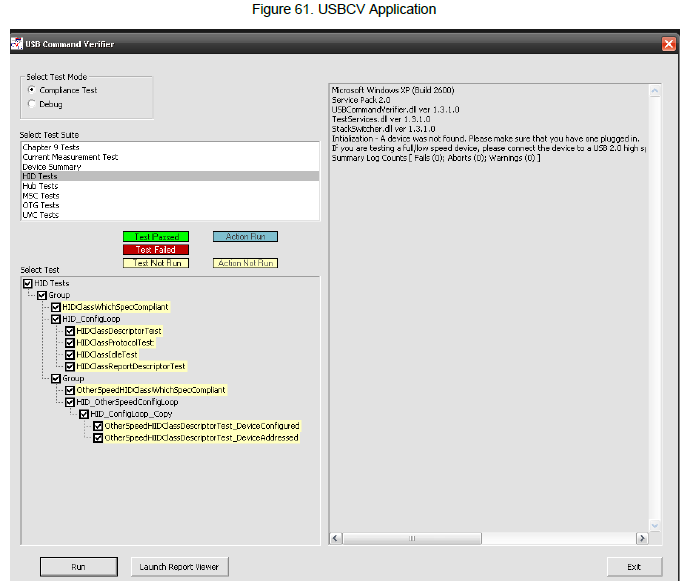 Figure 61. USBCV Application
USB Command Verifier
Select Test Mode
Compliance Test
Debug
Select Test Suite
Chapter 9 Tests
Current Measurement Test
Device Summary
HID Tests
Hub Tests
MSC Tests
OTG Tests
UVC Tests
Test Passed
Action Run
Test Failed
Test Not Run
Action Not Run
Select Test
HID Tests
Group
HIDClassWhichSpecCompliant
HID_ConfigLoop
HIDClassDescriptorTest
HIDClassProtocolTest
HIDClassIdleTest
HIDClassReportDescriptorTest
Group
OtherSpeedHIDClassWhichSpecCompliant
HID_OtherSpeedConfigLoop
HID_ConfigLoop_Copy
OtherSpeedHIDClassDescriptorTest_DeviceConfigured
OtherSpeedHIDClassDescriptorTest_DeviceAddressed
Microsoft Windows XP (Build 2600)
Service Pack 2.0
USBCommandVerifier.dll ver 1.3.1.0
TestServices.dll ver 1.3.1.0
StackSwitcher.dll ver 1.3.1.0
Initialization - A device was not found. Please make sure that you have one plugged in.
If you are testing a full/low speed device, please connect the device to a USB 2.0 high s
Summary Log Counts [ Fails (0); Aborts (0); Warnings (0) ]
Run
Launch Report Viewer
Exit